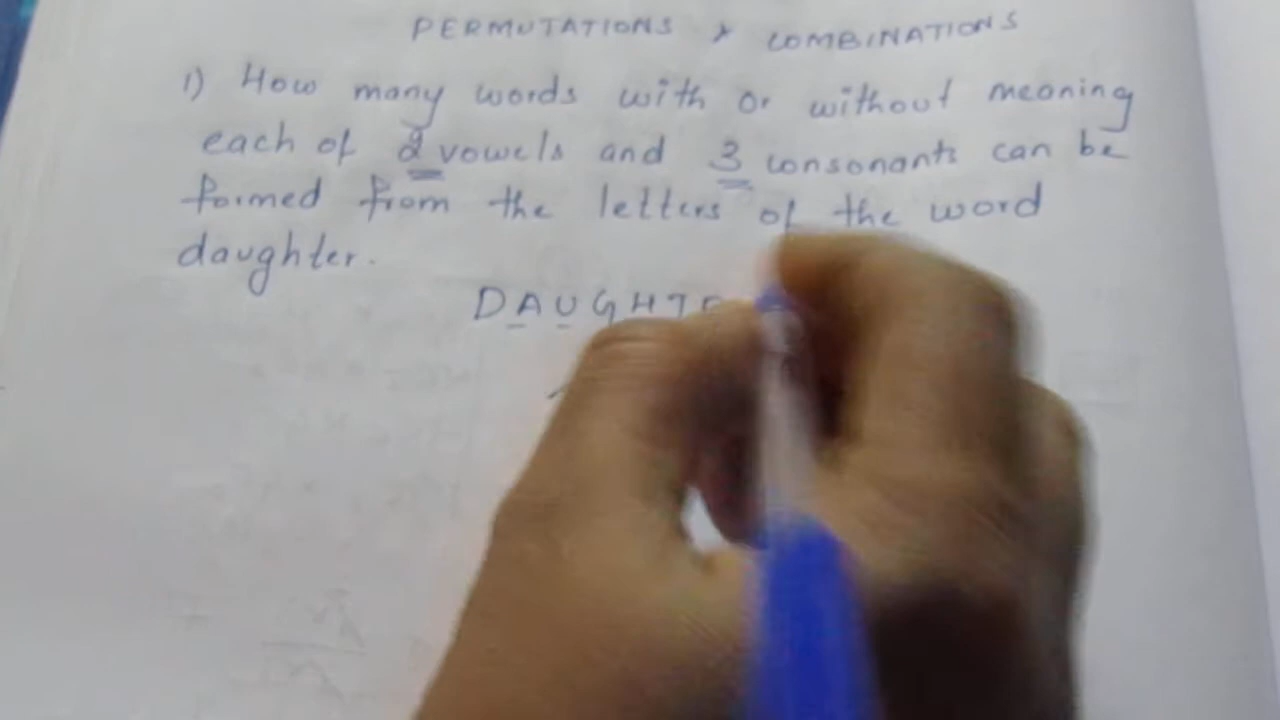 PERMUTATIONS & COMBINATIONS
1) How many words with or without meaning
each of 2 vowels and 3 consonants can be
formed from the letters of the word
daughter.
DAUGHTE